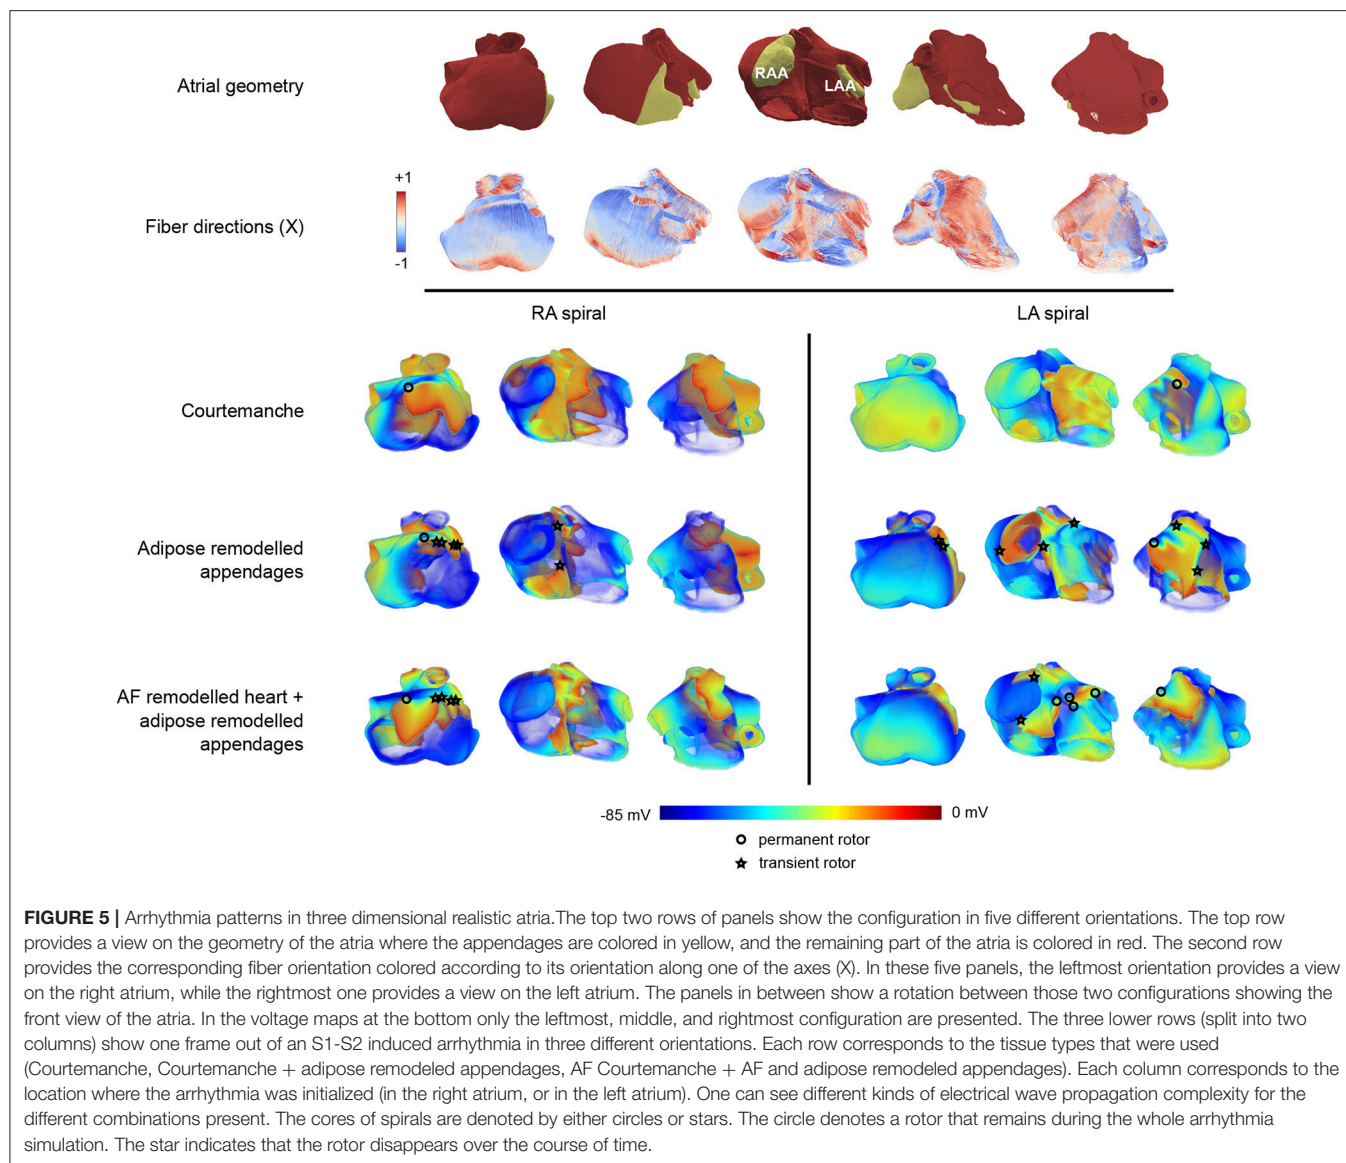 Atrial geometry
RAA
LAA
+1
Fiber directions (X)
-1
RA spiral
LA spiral
Courtemanche
Adipose remodelled
appendages
AF remodelled heart +
adipose remodelled
appendages
-85 mV
0 mV
permanent rotor
transient rotor
FIGURE 5 | Arrhythmia patterns in three dimensional realistic atria.The top two rows of panels show the configuration in five different orientations. The top row
provides a view on the geometry of the atria where the appendages are colored in yellow, and the remaining part of the atria is colored in red. The second row
provides the corresponding fiber orientation colored according to its orientation along one of the axes (X). In these five panels, the leftmost orientation provides a view
on the right atrium, while the rightmost one provides a view on the left atrium. The panels in between show a rotation between those two configurations showing the
front view of the atria. In the voltage maps at the bottom only the leftmost, middle, and rightmost configuration are presented. The three lower rows (split into two
columns) show one frame out of an S1-S2 induced arrhythmia in three different orientations. Each row corresponds to the tissue types that were used
(Courtemanche, Courtemanche + adipose remodeled appendages, AF Courtemanche + AF and adipose remodeled appendages). Each column corresponds to the
location where the arrhythmia was initialized (in the right atrium, or in the left atrium). One can see different kinds of electrical wave propagation complexity for the
different combinations present. The cores of spirals are denoted by either circles or stars. The circle denotes a rotor that remains during the whole arrhythmia
simulation. The star indicates that the rotor disappears over the course of time.